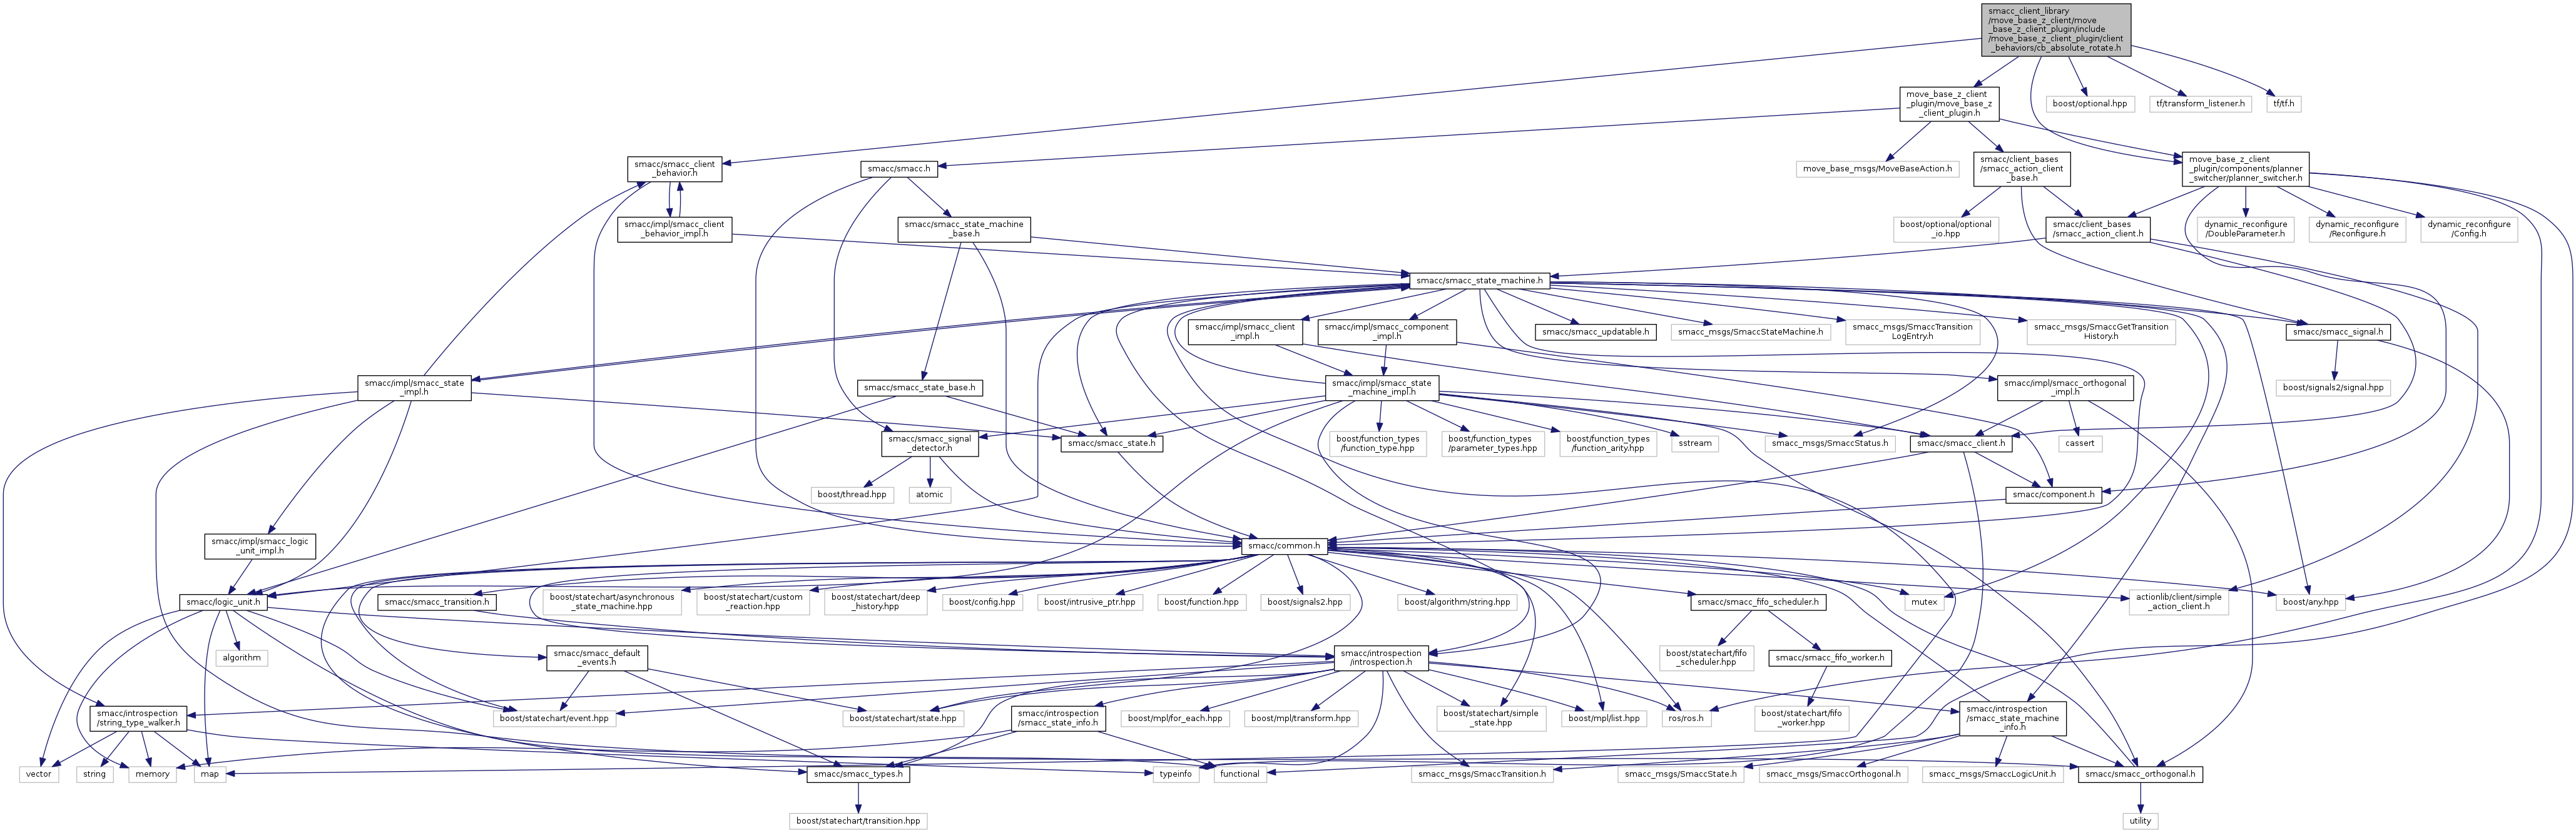 smacc_client_library
/move_base_z_client/move
_base_z_client_plugin/include
/move_base_z_client_plugin/client
_behaviors/cb_absolute_rotate.h
move_base_z_client
_plugin/move_base_z
_client_plugin.h
boost/optional.hpp
tf/transform_listener.h
tf/tf.h
smacc/smacc_client
_behavior.h
smacc/smacc.h
move_base_msgs/MoveBaseAction.h
smacc/client_bases
/smacc_action_client
_base.h
move_base_z_client
_plugin/components/planner
_switcher/planner_switcher.h
smacc/impl/smacc_client
_behavior_impl.h
smacc/smacc_state_machine
_base.h
boost/optional/optional
_io.hpp
smacc/client_bases
/smacc_action_client.h
dynamic_reconfigure
/DoubleParameter.h
dynamic_reconfigure
/Reconfigure.h
dynamic_reconfigure
/Config.h
smacc/smacc_state_machine.h
smacc/impl/smacc_client
_impl.h
smacc/impl/smacc_component
_impl.h
smacc/smacc_updatable.h
smacc_msgs/SmaccStateMachine.h
smacc_msgs/SmaccTransition
LogEntry.h
smacc_msgs/SmaccGetTransition
History.h
smacc/smacc_signal.h
smacc/impl/smacc_state
_impl.h
smacc/smacc_state_base.h
smacc/impl/smacc_state
_machine_impl.h
smacc/impl/smacc_orthogonal
_impl.h
boost/signals2/signal.hpp
smacc/smacc_signal
_detector.h
smacc/smacc_state.h
boost/function_types
/function_type.hpp
boost/function_types
/parameter_types.hpp
boost/function_types
/function_arity.hpp
sstream
smacc_msgs/SmaccStatus.h
smacc/smacc_client.h
cassert
boost/thread.hpp
atomic
smacc/component.h
smacc/impl/smacc_logic
_unit_impl.h
smacc/common.h
smacc/logic_unit.h
smacc/smacc_transition.h
boost/statechart/asynchronous
_state_machine.hpp
boost/statechart/custom
_reaction.hpp
boost/statechart/deep
_history.hpp
boost/config.hpp
boost/intrusive_ptr.hpp
boost/function.hpp
boost/signals2.hpp
boost/algorithm/string.hpp
smacc/smacc_fifo_scheduler.h
mutex
actionlib/client/simple
_action_client.h
boost/any.hpp
algorithm
smacc/smacc_default
_events.h
smacc/introspection
/introspection.h
boost/statechart/fifo
_scheduler.hpp
smacc/smacc_fifo_worker.h
smacc/introspection
/string_type_walker.h
boost/statechart/event.hpp
boost/statechart/state.hpp
smacc/introspection
/smacc_state_info.h
boost/mpl/for_each.hpp
boost/mpl/transform.hpp
boost/statechart/simple
_state.hpp
boost/mpl/list.hpp
ros/ros.h
boost/statechart/fifo
_worker.hpp
smacc/introspection
/smacc_state_machine
_info.h
vector
string
memory
map
smacc/smacc_types.h
typeinfo
functional
smacc_msgs/SmaccTransition.h
smacc_msgs/SmaccState.h
smacc_msgs/SmaccOrthogonal.h
smacc_msgs/SmaccLogicUnit.h
smacc/smacc_orthogonal.h
boost/statechart/transition.hpp
utility